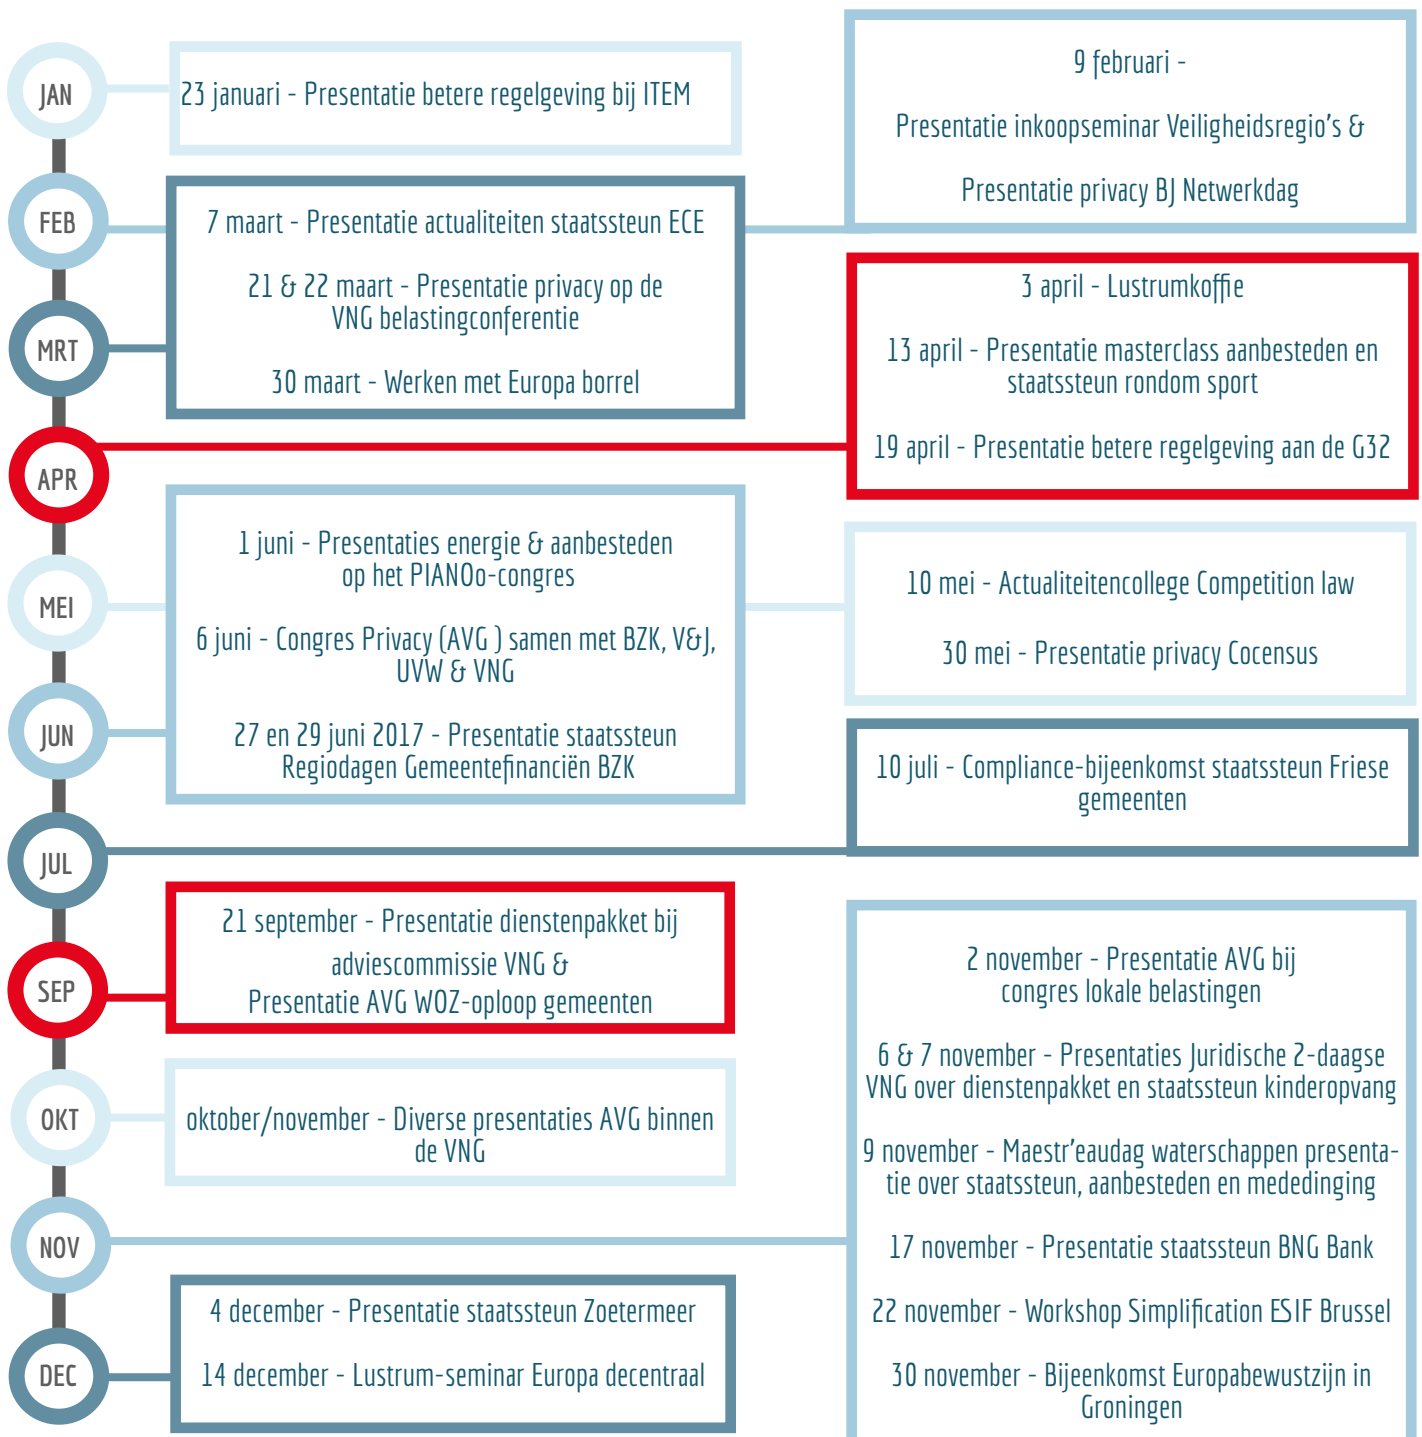 JAN
23 januari - Presentatie betere regelgeving bij ITEM
FEB
9 februari -
Presentatie inkoopseminar Veiligheidsregio's &
Presentatie privacy BJ Netwerkdag
MRT
7 maart - Presentatie actualiteiten staatssteun ECE
21 & 22 maart - Presentatie privacy op de
VNG belastingconferentie
30 maart - Werken met Europa borrel
APR
3 april - Lustrumkoffie
13 april - Presentatie masterclass aanbesteden en
staatssteun rondom sport
19 april - Presentatie betere regelgeving aan de G32
MEI
10 mei - Actualiteitencollege Competition law
30 mei - Presentatie privacy Cocensus
JUN
1 juni - Presentaties energie & aanbesteden
op het PIANOo-congres
6 juni - Congres Privacy (AVG ) samen met BZK, V&J,
UVW & VNG
27 en 29 juni 2017 - Presentatie staatssteun
Regiodagen Gemeentefinanciën BZK
JUL
10 juli - Compliance-bijeenkomst staatssteun Friese
gemeenten
SEP
21 september - Presentatie dienstenpakket bij
adviescommissie VNG &
Presentatie AVG WOZ-oploop gemeenten
OKT
oktober/november - Diverse presentaties AVG binnen
de VNG
NOV
2 november - Presentatie AVG bij
congres lokale belastingen
6 & 7 november - Presentaties Juridische 2-daagse
VNG over dienstenpakket en staatssteun kinderopvang
9 november - Maestr'eaudag waterschappen presenta-
tie over staatssteun, aanbesteden en mededinging
17 november - Presentatie staatssteun BNG Bank
22 november - Workshop Simplification ESIF Brussel
30 november - Bijeenkomst Europabewustzijn in
Groningen
DEC
4 december - Presentatie staatssteun Zoetermeer
14 december - Lustrum-seminar Europa decentraal